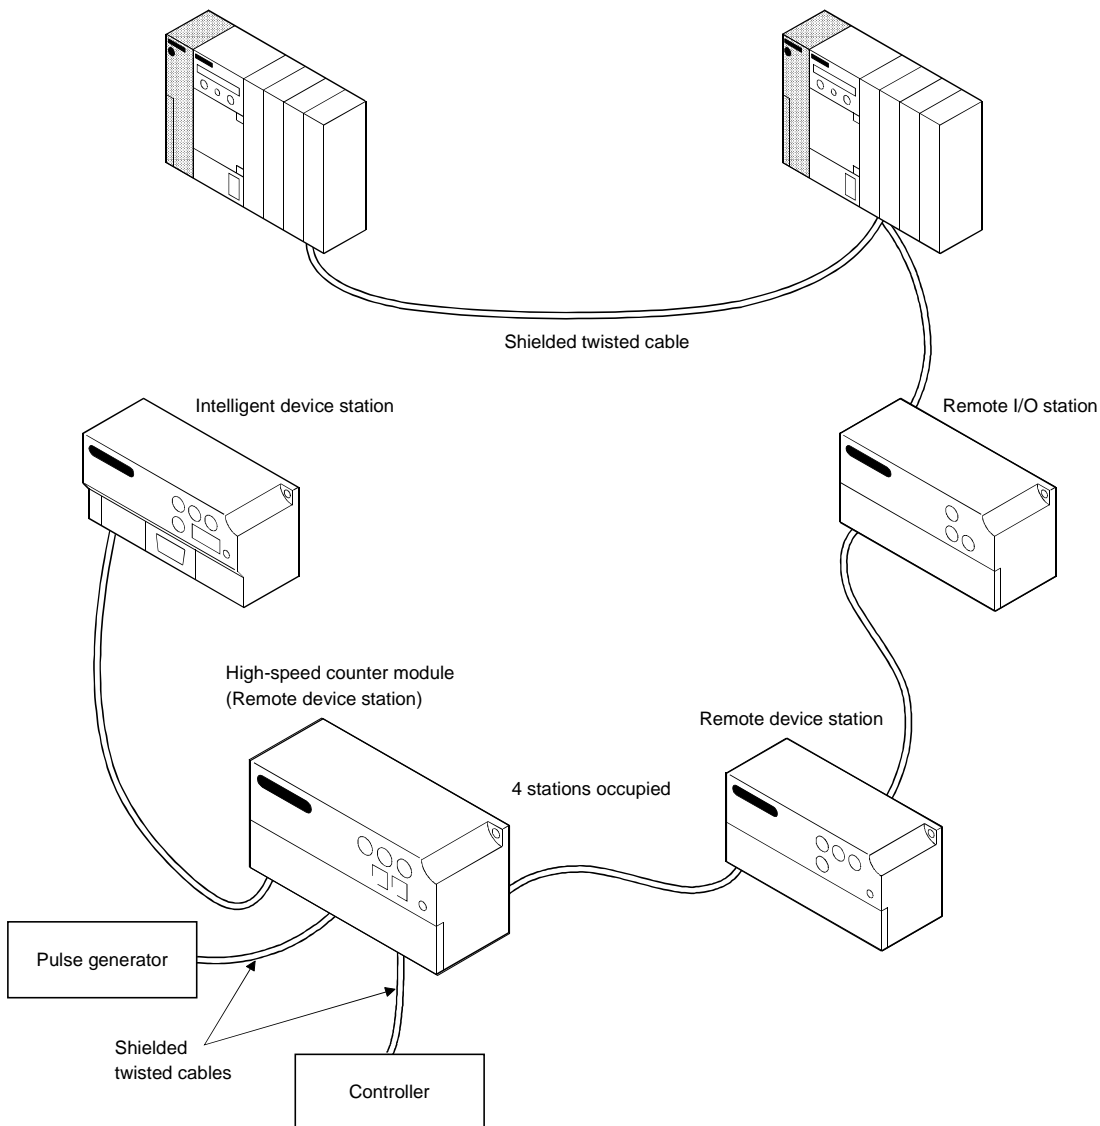 Shielded twisted cable
Intelligent device station
Remote I/O station
High-speed counter module
(Remote device station)
Remote device station
4 stations occupied
Pulse generator
Shielded
twisted cables
Controller